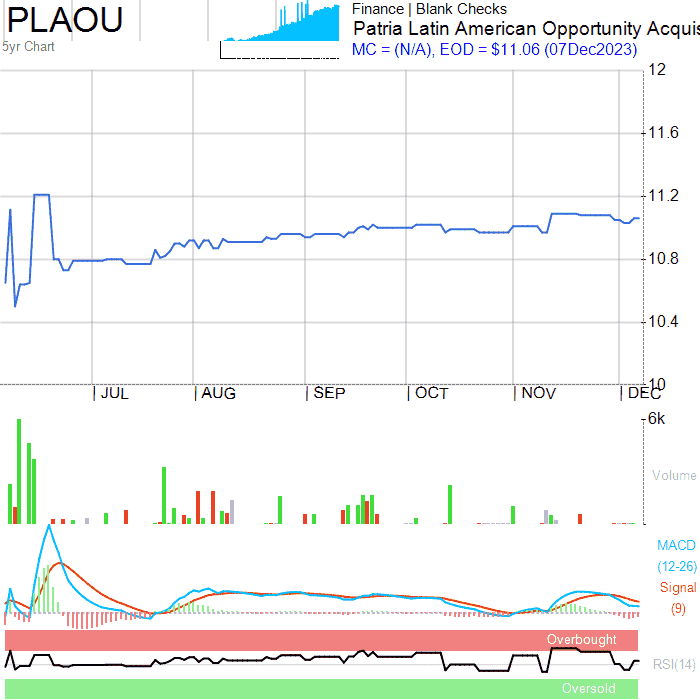 PLAOU
5yr Chart
Finance | Blank Checks
Patria Latin American Opportunity Acquis
MC = (N/A), EOD = $11.06 (07Dec2023)
12
11.6
11.2
10.8
10.4
10
JUL
AUG
SEP
OCT
NOV
DEC
6k
Volume
MACD
(12-26)
Signal
(9)
Overbought
RSI(14)
Oversold